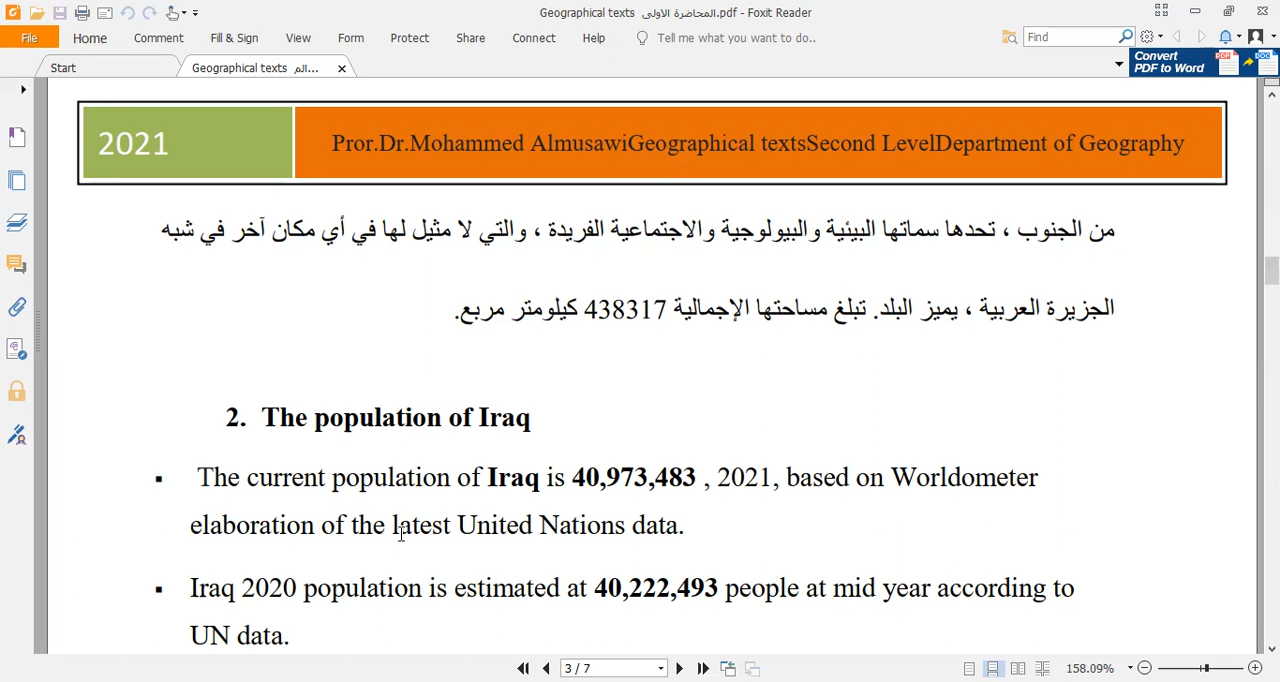 Geographical texts المحاضرة الاولى.pdf - Foxit Reader
File Home Comment Fill & Sign View Form Protect Share Connect Help Tell me what you want to do.. Find
Start Geographical texts الم... Convert PDF to Word
2021 Pror.Dr.Mohammed AlmusawiGeographical textsSecond LevelDepartment of Geography
من الجنوب ، تحدها سماتها البيئية والبيولوجية والاجتماعية الفريدة ، والتي لا مثيل لها في أي مكان آخر في شبه
الجزيرة العربية ، يميز البلد. تبلغ مساحتها الإجمالية 438317 كيلومتر مربع.
2. The population of Iraq
▪ The current population of Iraq is 40,973,483 , 2021, based on Worldometer
elaboration of the latest United Nations data.
▪ Iraq 2020 population is estimated at 40,222,493 people at mid year according to
UN data.
3 / 7 158.09%